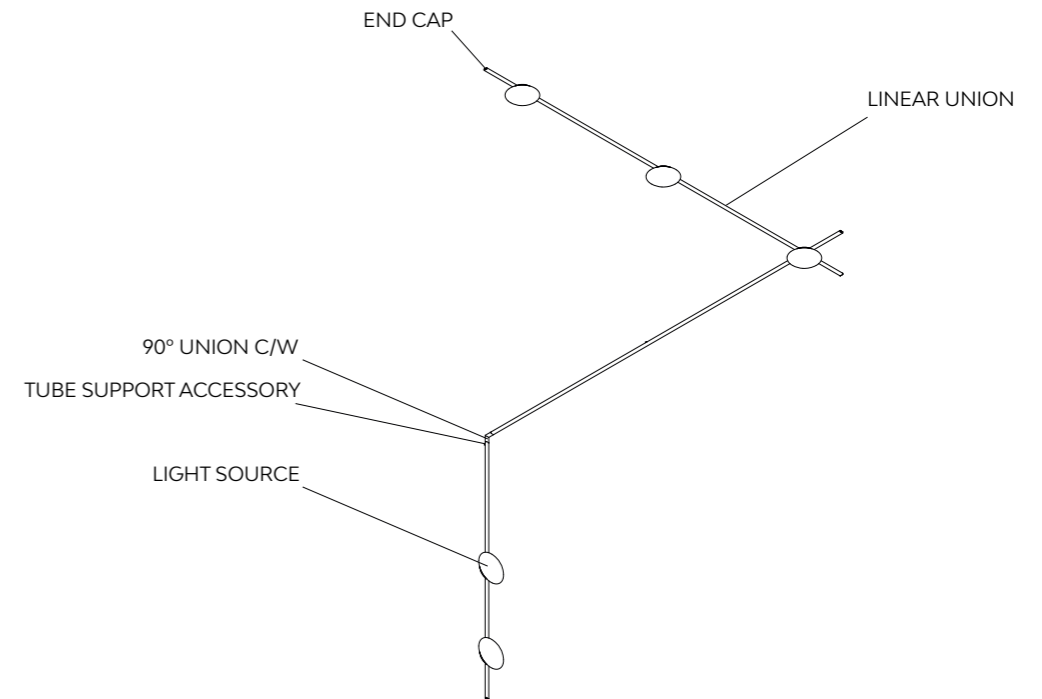 END CAP
LINEAR UNION
90° UNION C/W
TUBE SUPPORT ACCESSORY
LIGHT SOURCE